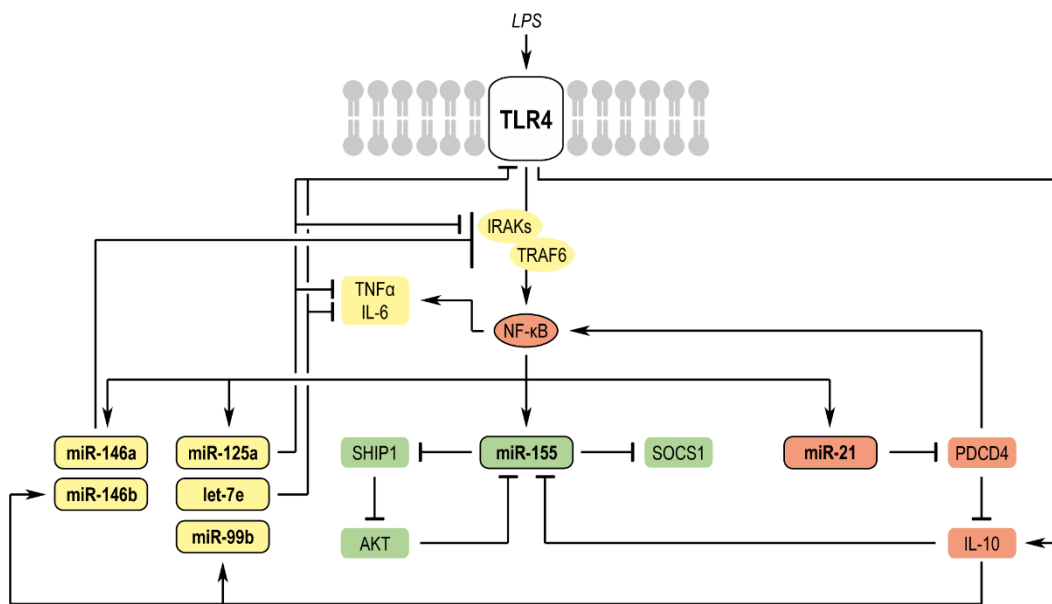 LPS
TLR4
IRAKs
TRAF6
TNFα
IL-6
NF-κB
miR-146a
miR-125a
SHIP1
miR-155
SOCS1
miR-21
PDCD4
miR-146b
let-7e
miR-99b
AKT
IL-10